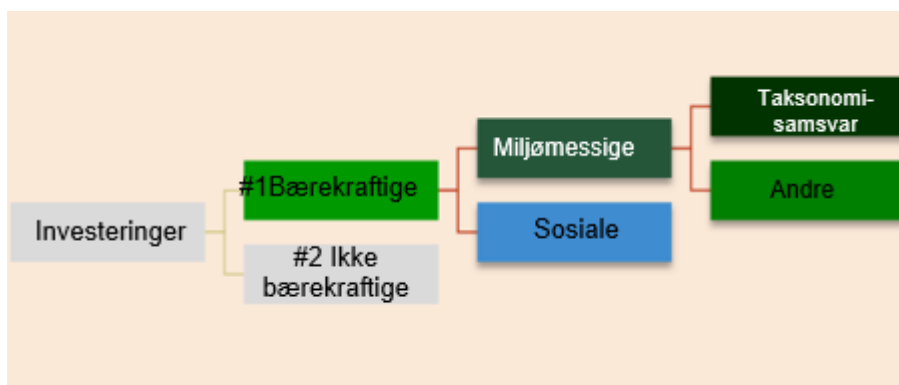 Taksonomi-
samsvar
Miljømessige
#1Bærekraftige
Andre
Investeringer
Sosiale
#2 Ikke
bærekraftige